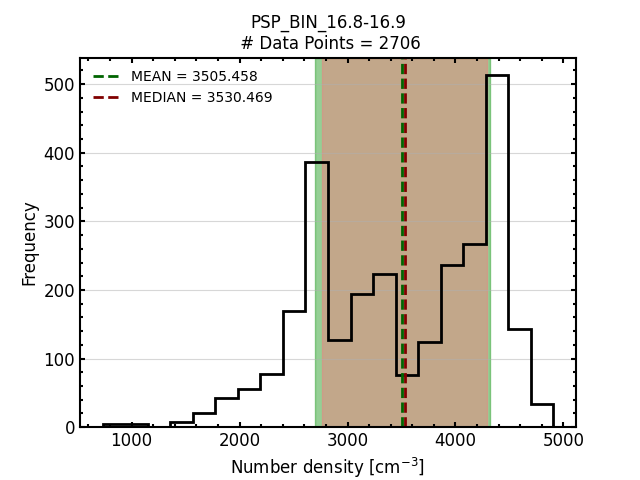 PSP_BIN_16.8-16.9
# Data Points = 2706
MEAN = 3505.458
MEDIAN = 3530.469
500
400
300
200
100
0
Frequency
1000 2000 3000 4000 5000
Number density [cm⁻³]